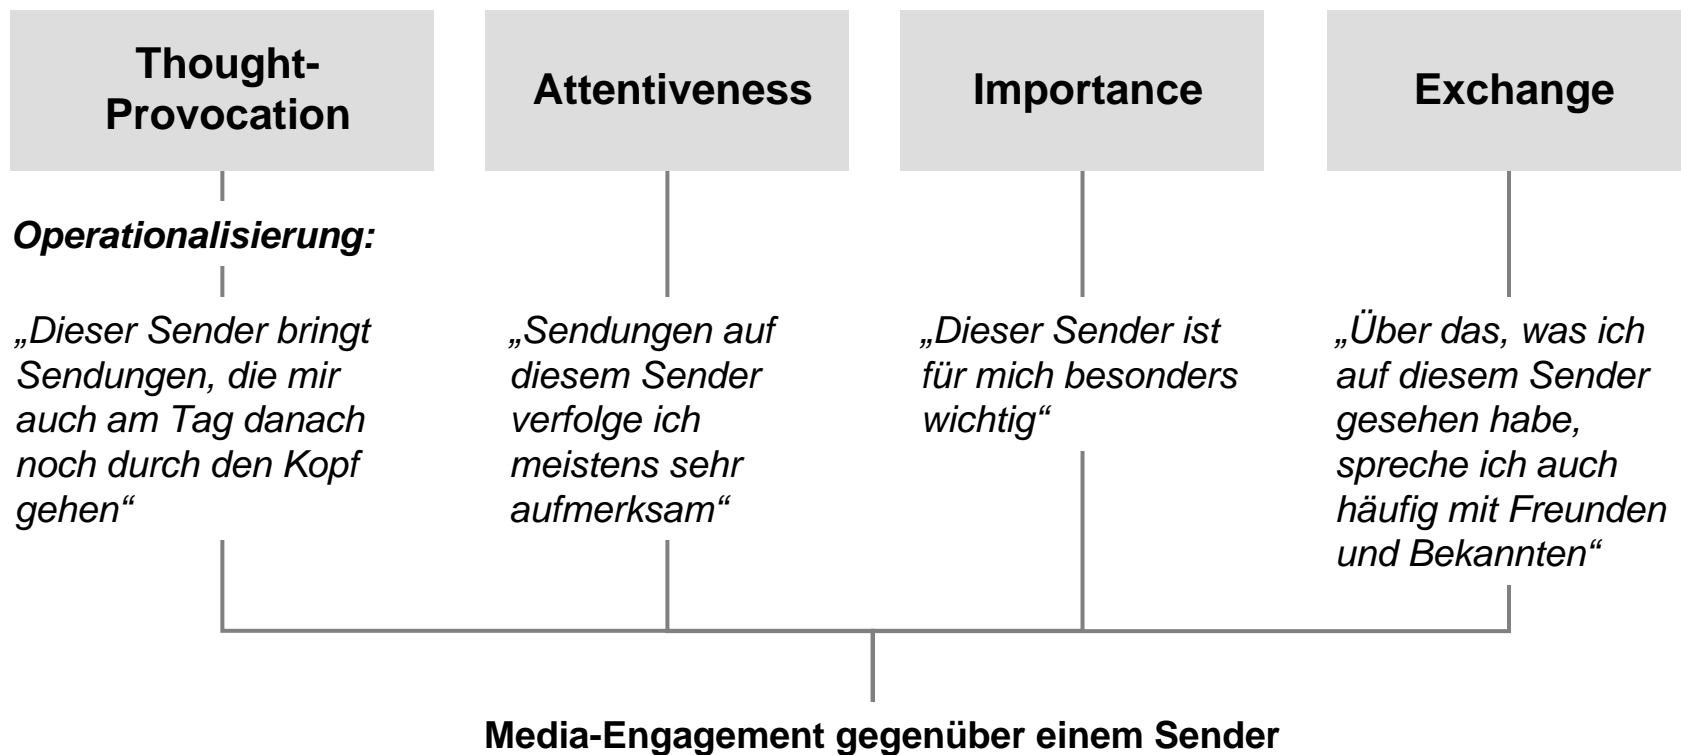 Thought-
Provocation
Attentiveness
Importance
Exchange
Operationalisierung:
„Dieser Sender bringt
Sendungen, die mir
auch am Tag danach
noch durch den Kopf
gehen“
„Sendungen auf
diesem Sender
verfolge ich
meistens sehr
aufmerksam“
„Dieser Sender ist
für mich besonders
wichtig“
„Über das, was ich
auf diesem Sender
gesehen habe,
spreche ich auch
häufig mit Freunden
und Bekannten“
Media-Engagement gegenüber einem Sender